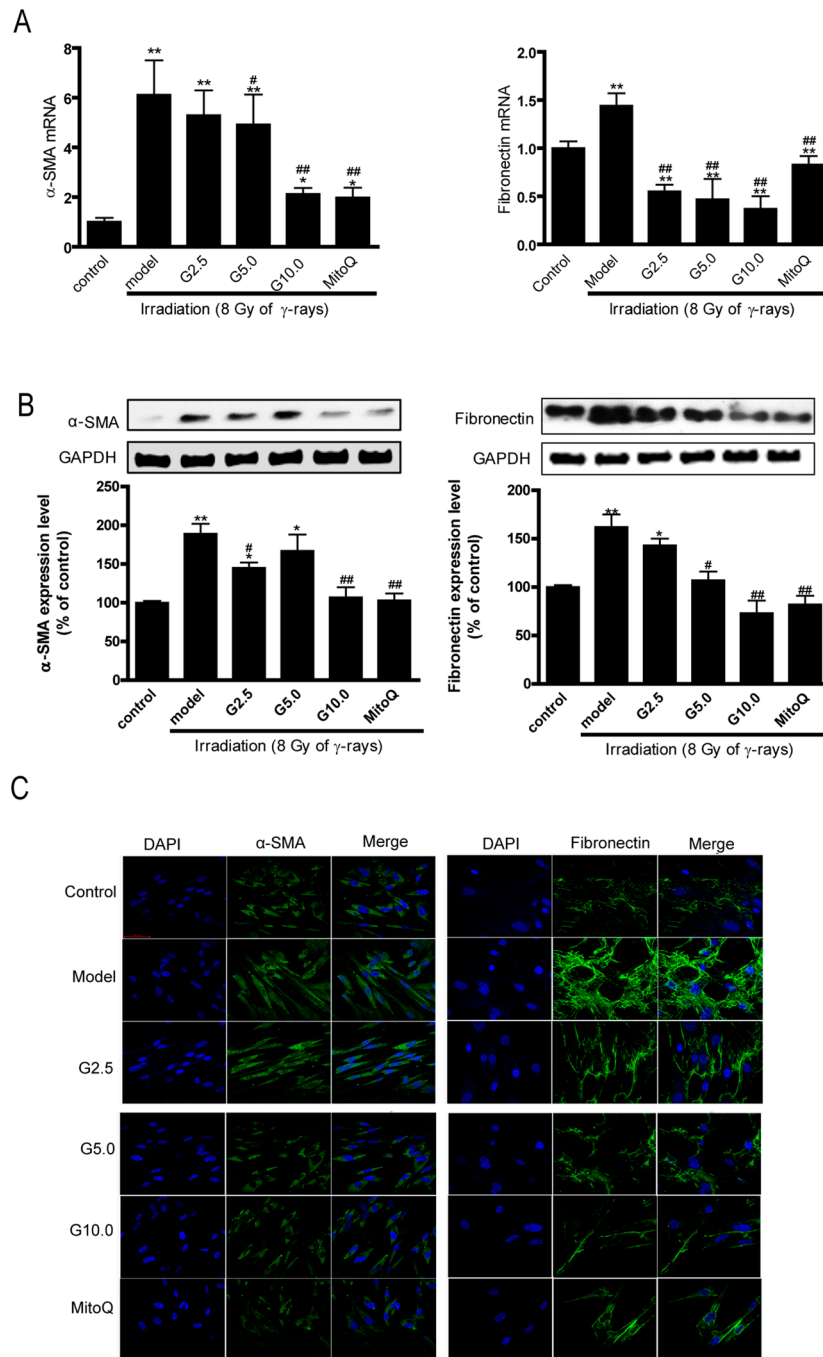 A
α-SMA mRNA
8
6
4
2
0
**
**
#
**
##
*
##
*
control
model
G2.5
G5.0
G10.0
MitoQ
Irradiation (8 Gy of γ-rays)
Fibronectin mRNA
2.0
1.5
1.0
0.5
0.0
**
##
**
##
**
##
**
##
**
Control
Model
G2.5
G5.0
G10.0
MitoQ
Irradiation (8 Gy of γ-rays)
B
α-SMA
GAPDH
α-SMA expression level
(% of control)
250
200
150
100
50
0
**
#
*
*
##
##
control
model
G2.5
G5.0
G10.0
MitoQ
Irradiation (8 Gy of γ-rays)
Fibronectin
GAPDH
Fibronectin expression level
(% of control)
200
150
100
50
0
**
*
#
##
##
control
model
G2.5
G5.0
G10.0
MitoQ
Irradiation (8 Gy of γ-rays)
C
DAPI α-SMA Merge DAPI Fibronectin Merge
Control
Model
G2.5
G5.0
G10.0
MitoQ